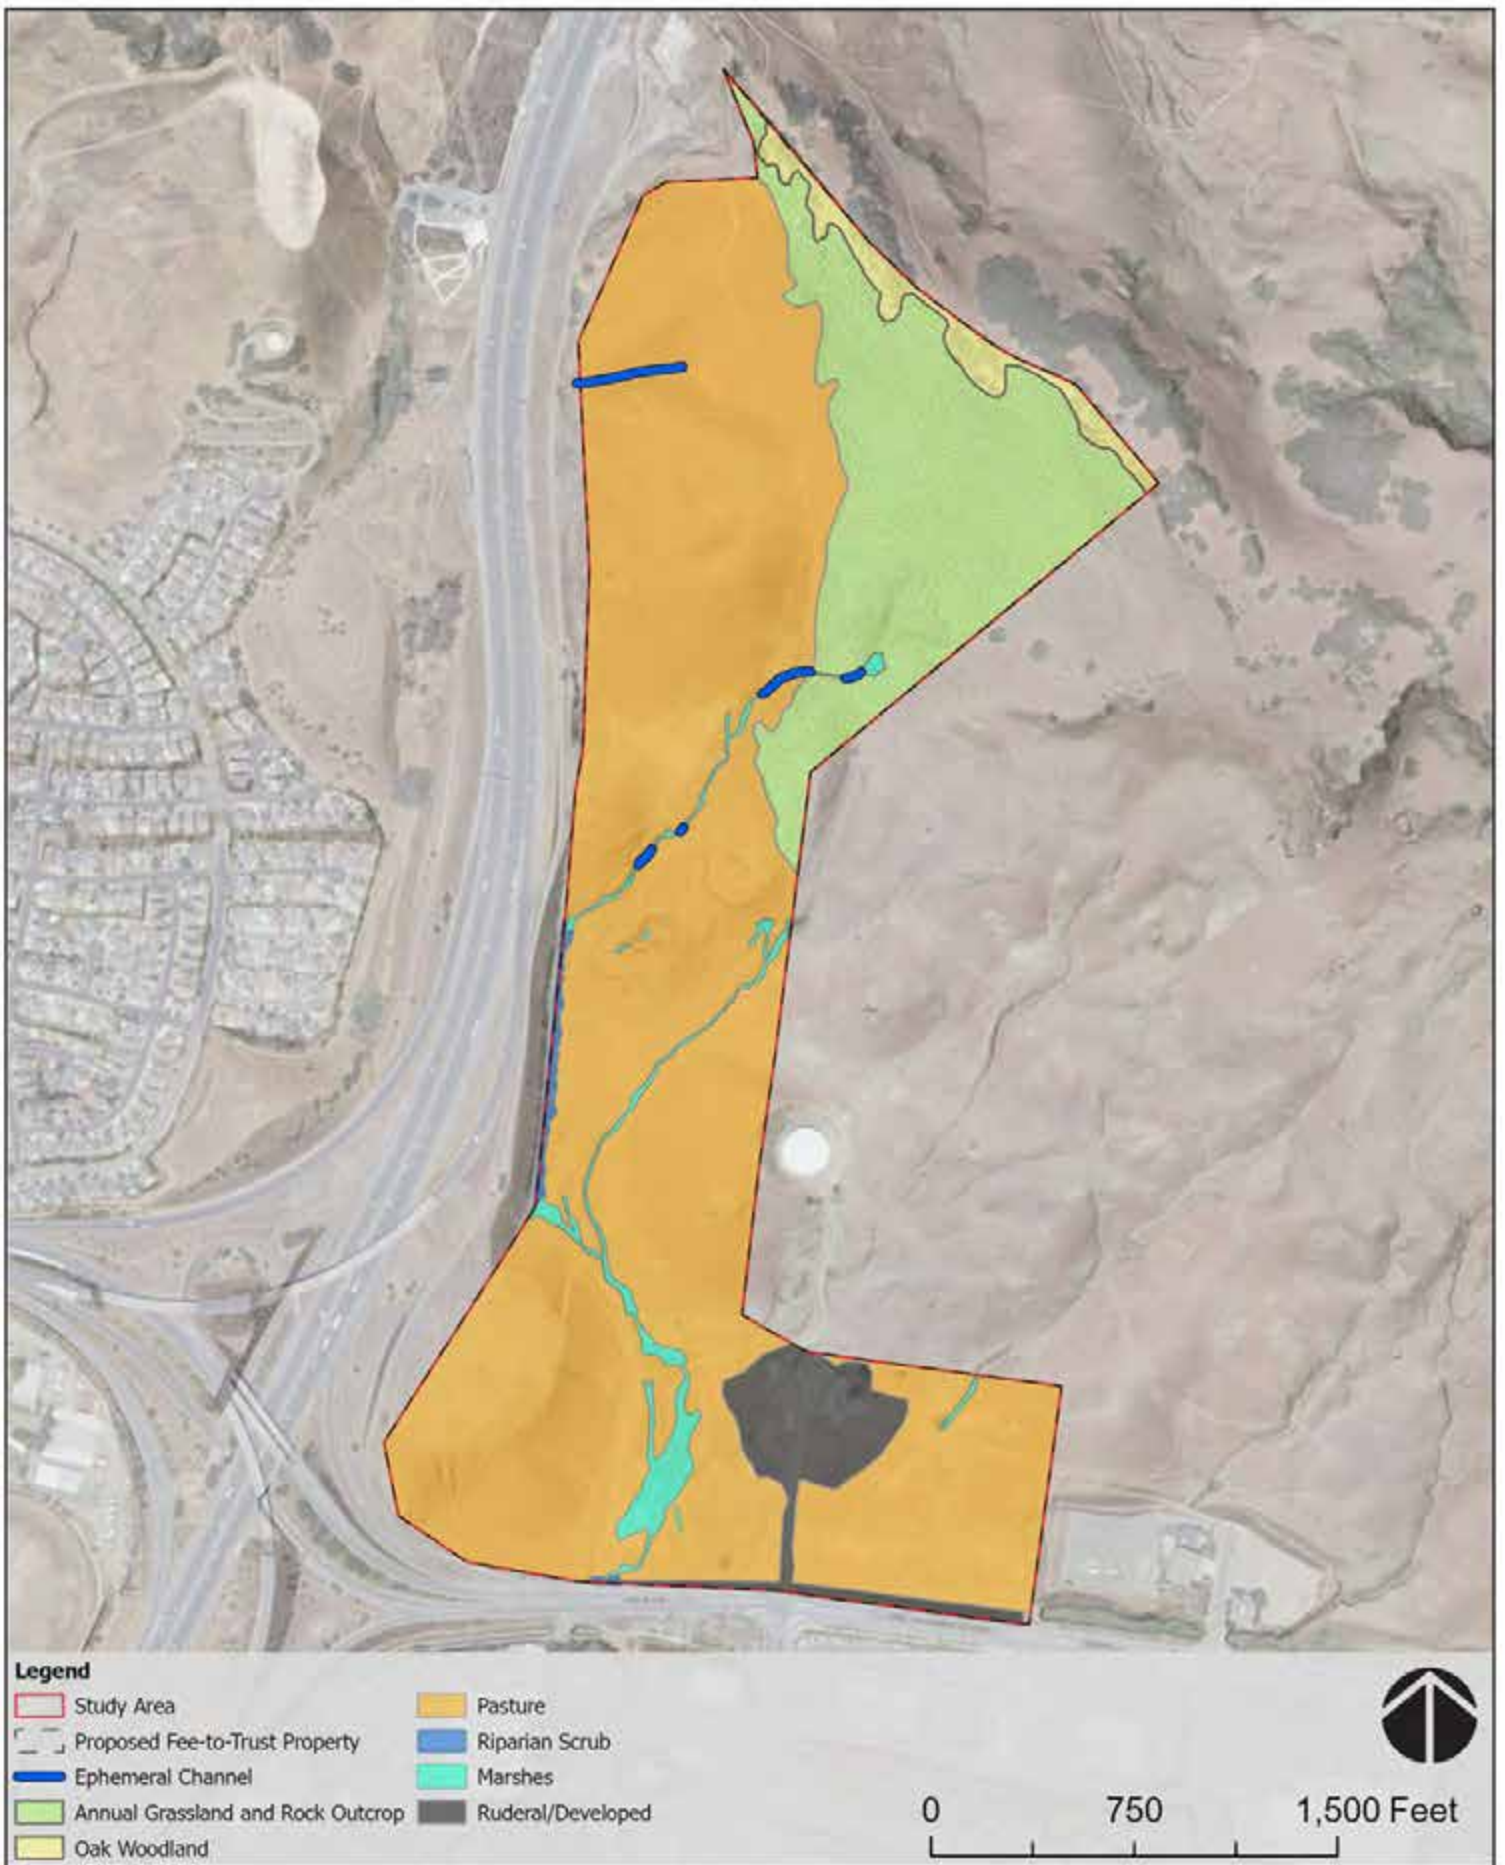 Legend
Study Area
Proposed Fee-to-Trust Property
Ephemeral Channel
Annual Grassland and Rock Outcrop
Oak Woodland
Pasture
Riparian Scrub
Marshes
Ruderal/Developed
0 750 1,500 Feet